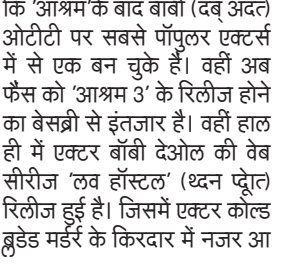 कि 'आश्रम'के बाद बॉबी (दब् अदत)
ओटीटी पर सबसे पॉपुलर एक्टर्स
में से एक बन चुके हैं। वहीं अब
फैंस को 'आश्रम 3' के रिलीज होने
का बेसब्री से इंतजार है। वहीं हाल
ही में एक्टर बॉबी देओल की वेब
सीरीज 'लव हॉस्टल' (थ्दन प्देूात)
रिलीज हुई है। जिसमें एक्टर कोल्ड
ब्लडेड मर्डरर के किरदार में नजर आ